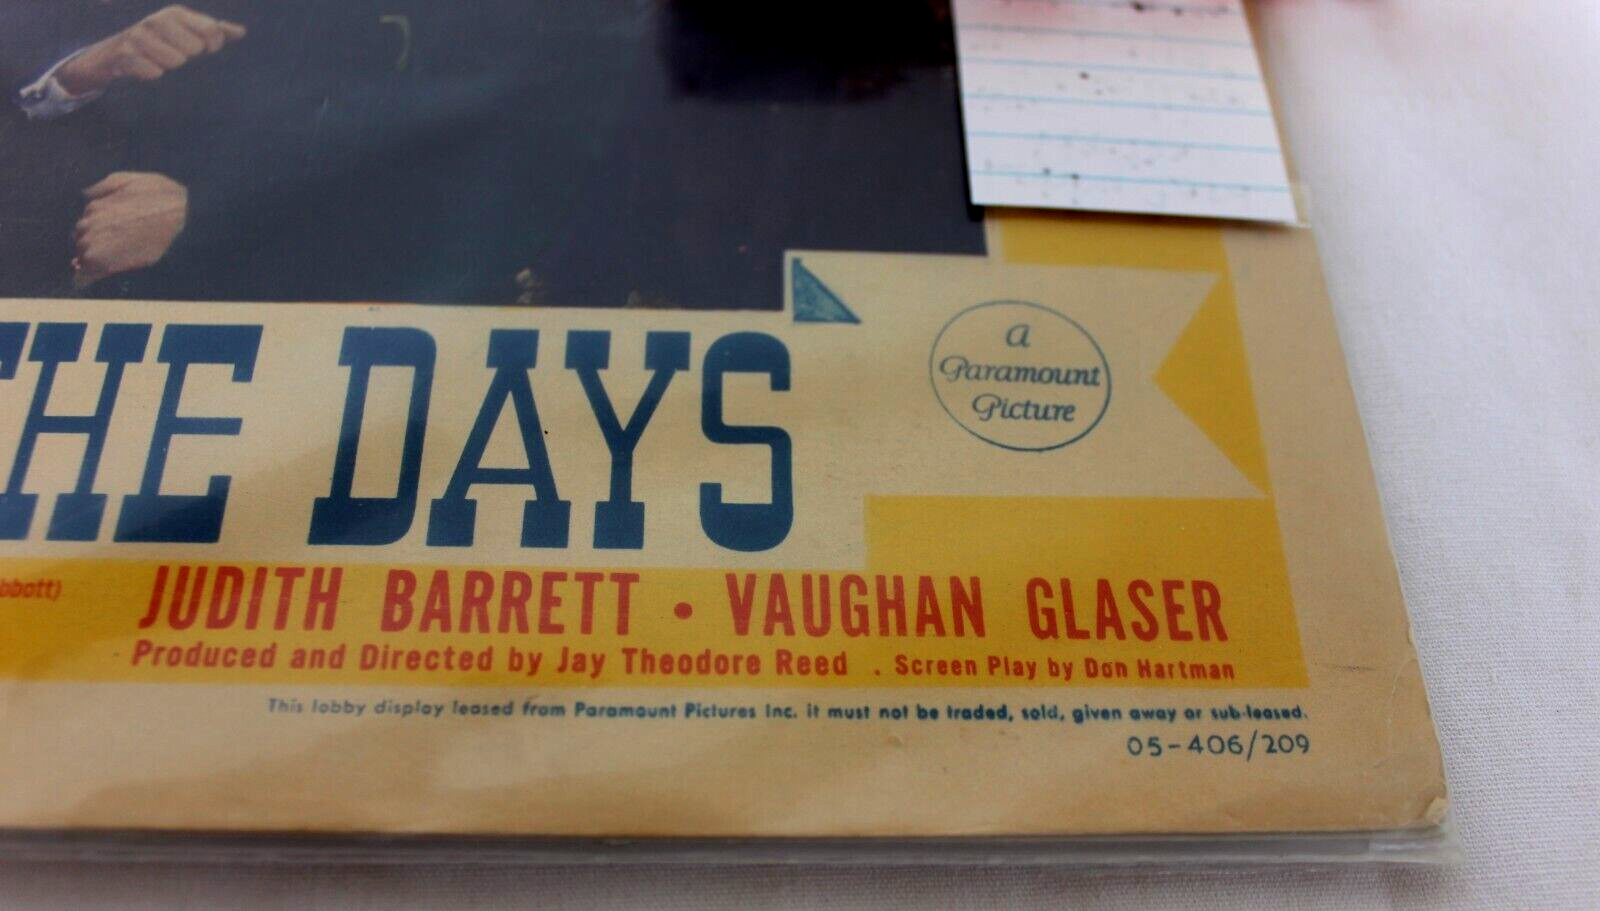 THE DAYS
A
Paramount
Picture
bbott)
JUDITH BARRETT • VAUGHAN GLASER
Produced and Directed by Jay Theodore Reed . Screen Play by Don Hartman
This lobby display leased from Paramount Pictures Inc. it must not be traded, sold, given away or sub-leased.
05-406/209